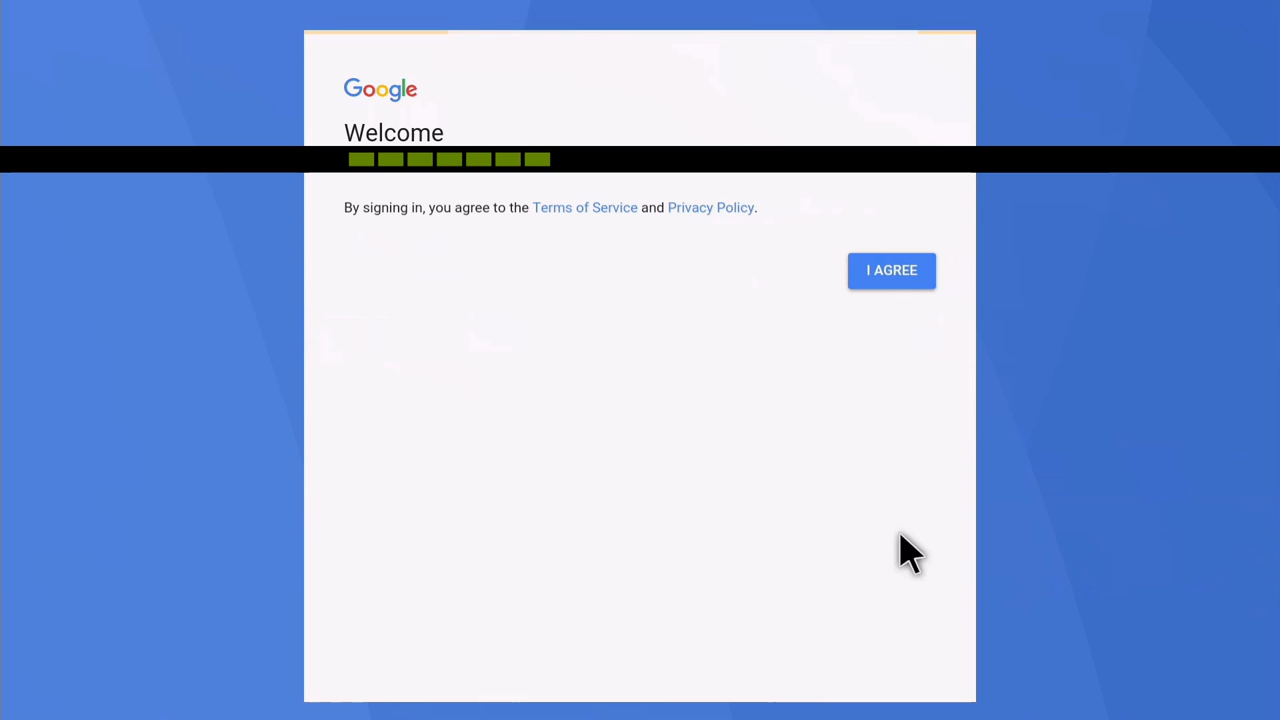 Google
Welcome
By signing in, you agree to the Terms of Service and Privacy Policy.
I AGREE